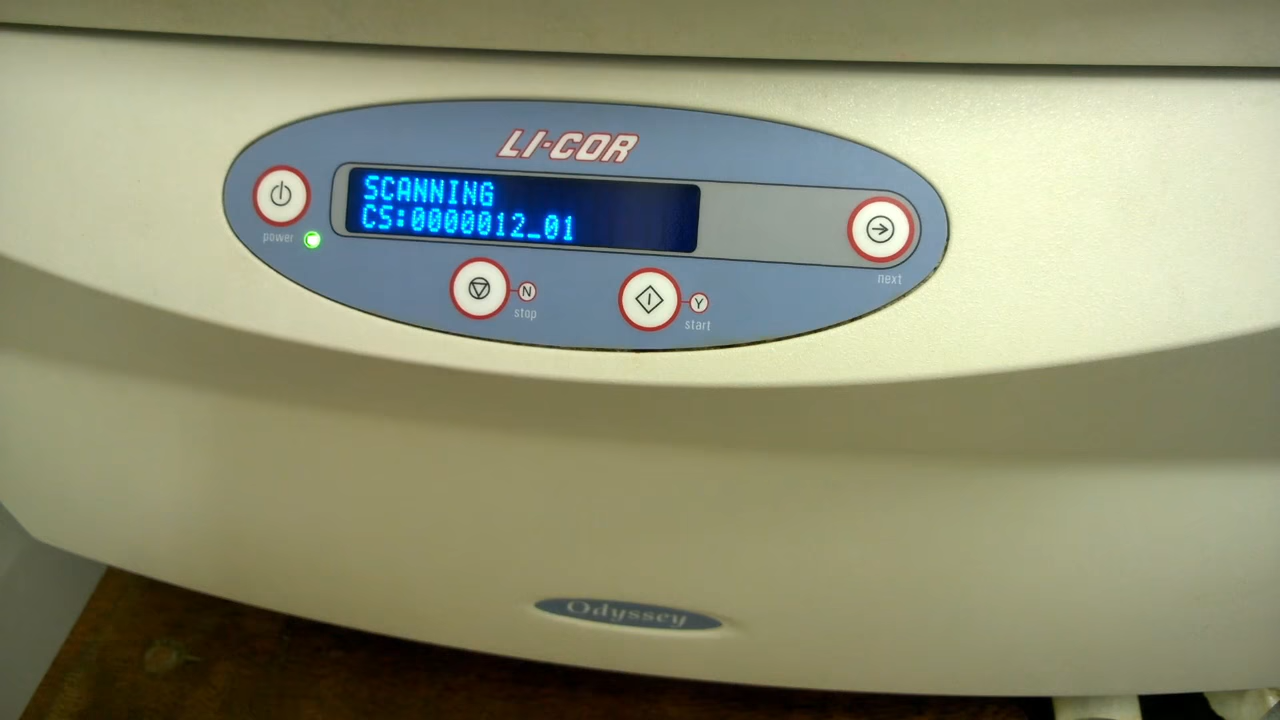 LI-COR
SCANNING
CS:0000012_01
power
N
stop
Y
start
next
Odyssey